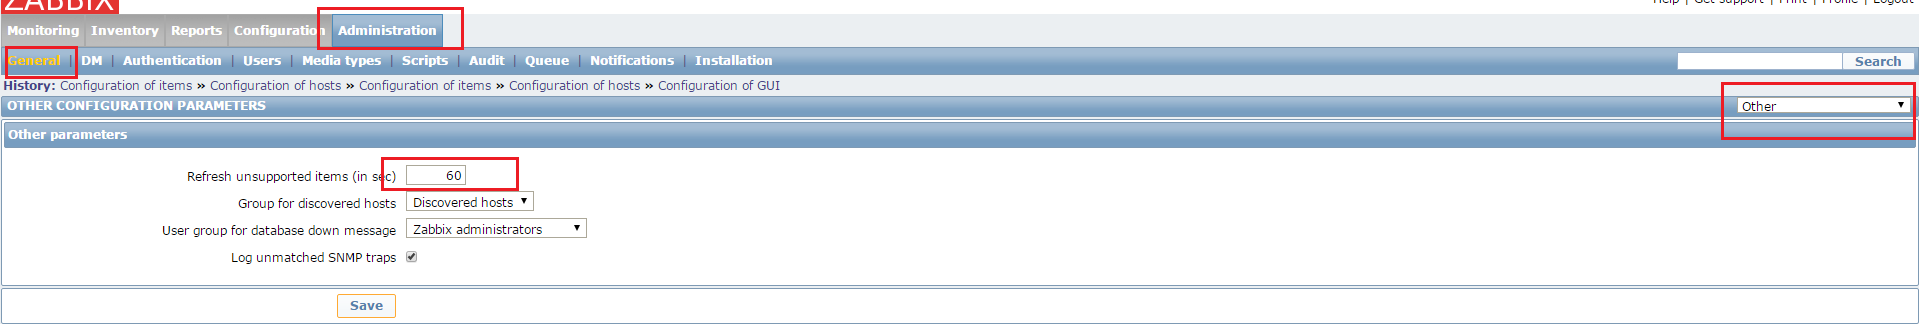 ZABBIX
Help | Get support | Print | Profile | Logout
Monitoring Inventory Reports Configuration Administration
General | DM | Authentication | Users | Media types | Scripts | Audit | Queue | Notifications | Installation Search
History: Configuration of items » Configuration of hosts » Configuration of items » Configuration of hosts » Configuration of GUI
OTHER CONFIGURATION PARAMETERS Other
Other parameters
Refresh unsupported items (in sec) 60
Group for discovered hosts Discovered hosts
User group for database down message Zabbix administrators
Log unmatched SNMP traps
Save